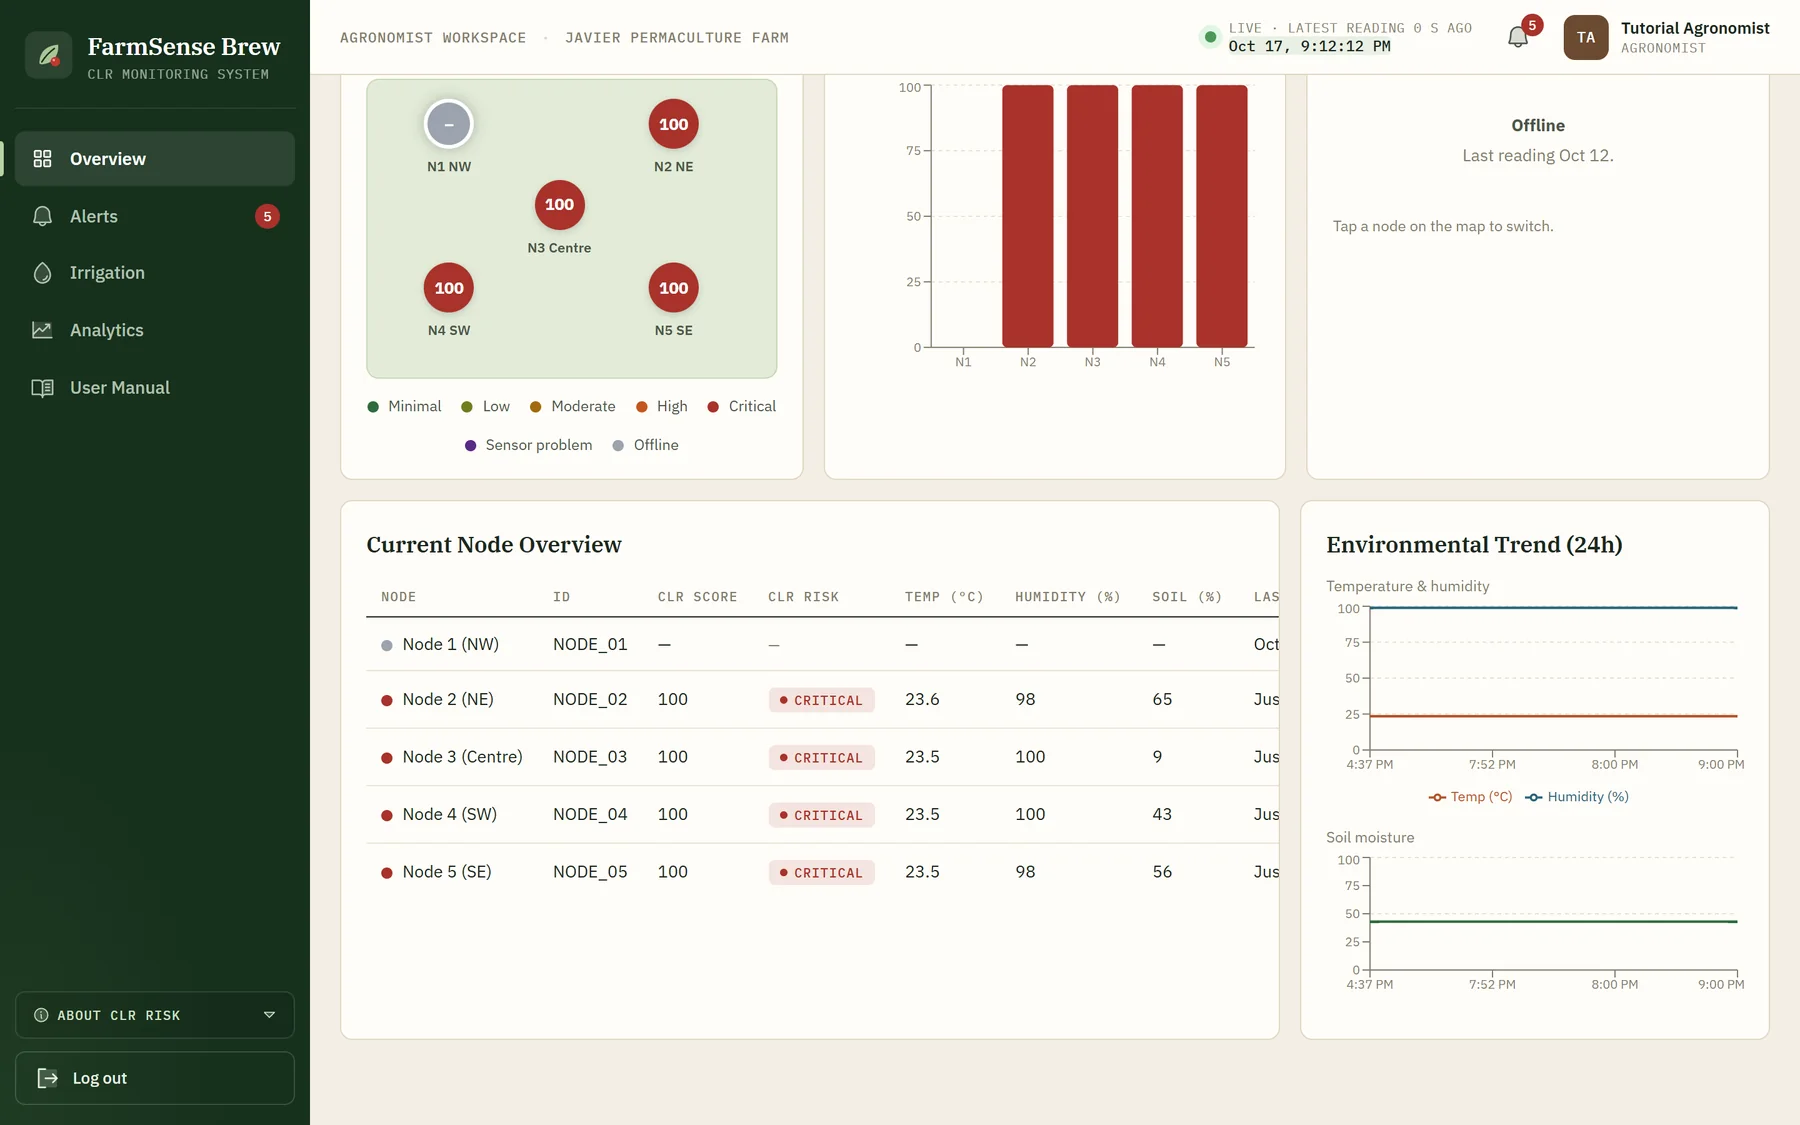 FarmSense Brew
CLR MONITORING SYSTEM
Overview
Alerts
5
Irrigation
Analytics
User Manual
ABOUT CLR RISK
Log out
AGRONOMIST WORKSPACE · JAVIER PERMACULTURE FARM
LIVE · LATEST READING 0 S AGO
Oct 17, 9:12:12 PM
5
TA
Tutorial Agronomist
AGRONOMIST
–
N1 NW
100
N2 NE
100
N3 Centre
100
N4 SW
100
N5 SE
Minimal Low Moderate High Critical
Sensor problem Offline
100
75
50
25
0
N1 N2 N3 N4 N5
Offline
Last reading Oct 12.
Tap a node on the map to switch.
Current Node Overview
NODE ID CLR SCORE CLR RISK TEMP (°C) HUMIDITY (%) SOIL (%) LAS
Node 1 (NW) NODE_01 — — — — — Oct
Node 2 (NE) NODE_02 100 CRITICAL 23.6 98 65 Jus
Node 3 (Centre) NODE_03 100 CRITICAL 23.5 100 9 Jus
Node 4 (SW) NODE_04 100 CRITICAL 23.5 100 43 Jus
Node 5 (SE) NODE_05 100 CRITICAL 23.5 98 56 Jus
Environmental Trend (24h)
Temperature & humidity
100
75
50
25
0
4:37 PM 7:52 PM 8:00 PM 9:00 PM
Temp (°C) Humidity (%)
Soil moisture
100
75
50
25
0
4:37 PM 7:52 PM 8:00 PM 9:00 PM